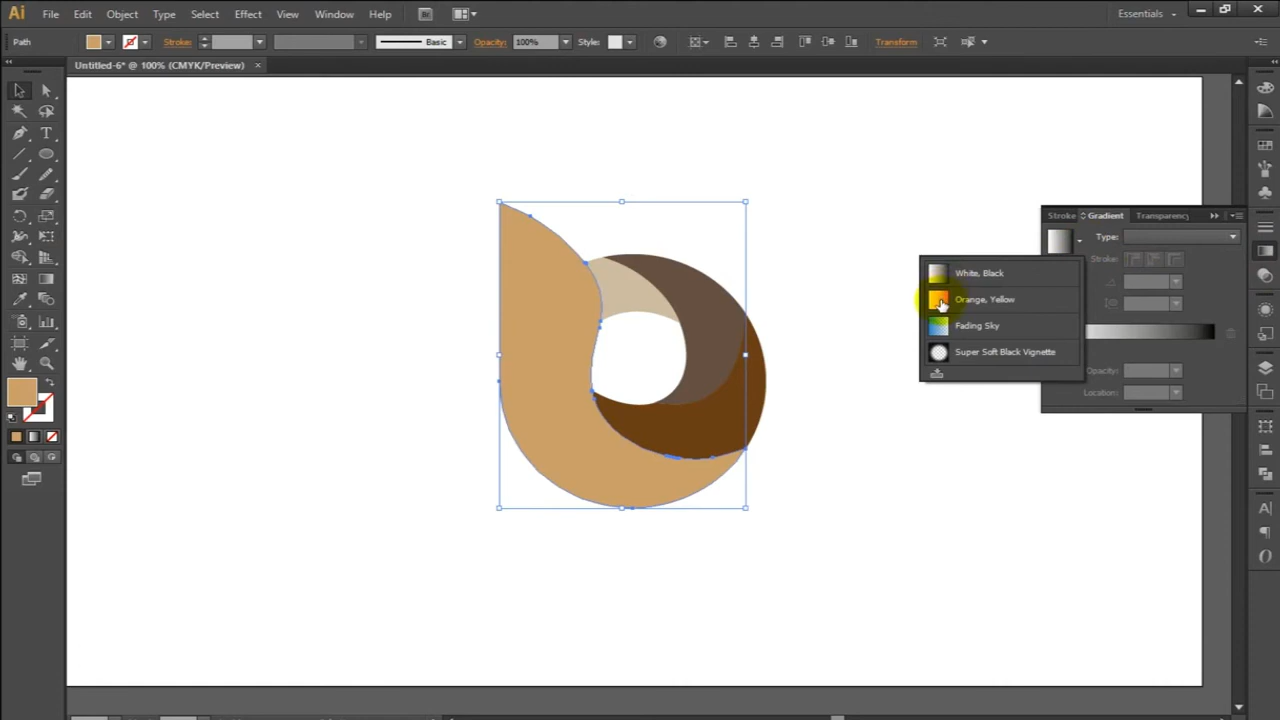 Ai File Edit Object Type Select Effect View Window Help Br Essentials
Path Stroke: Basic Opacity: 100% Style: Transform
Untitled-6* @ 100% (CMYK/Preview) ×
Stroke Gradient Transparency
Type:
Stroke:
White, Black
Orange, Yellow
Fading Sky
Super Soft Black Vignette
Opacity:
Location: